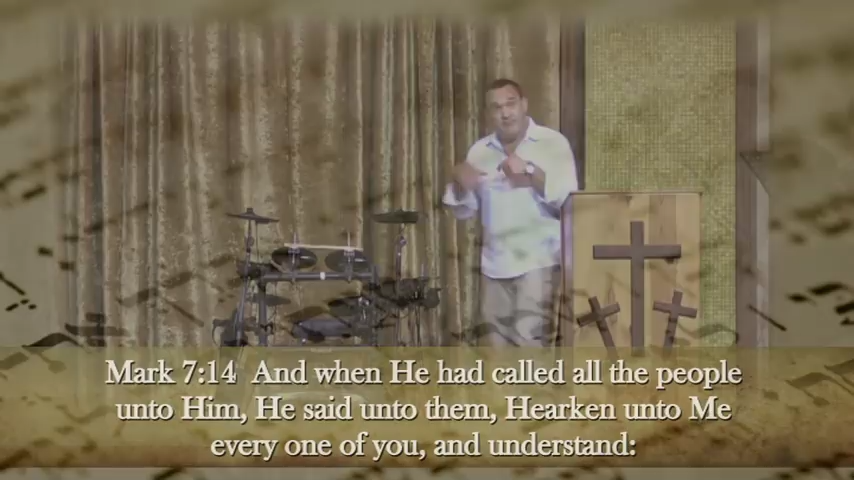 Mark 7:14 And when He had called all the people
unto Him, He said unto them, Hearken unto Me
every one of you, and understand: